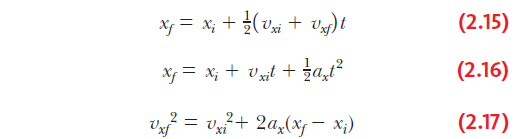 x_f = x_i + ½(v_xi + v_xf)t (2.15)
x_f = x_i + v_xi t + ½a_x t² (2.16)
v_xf² = v_xi² + 2a_x(x_f − x_i) (2.17)